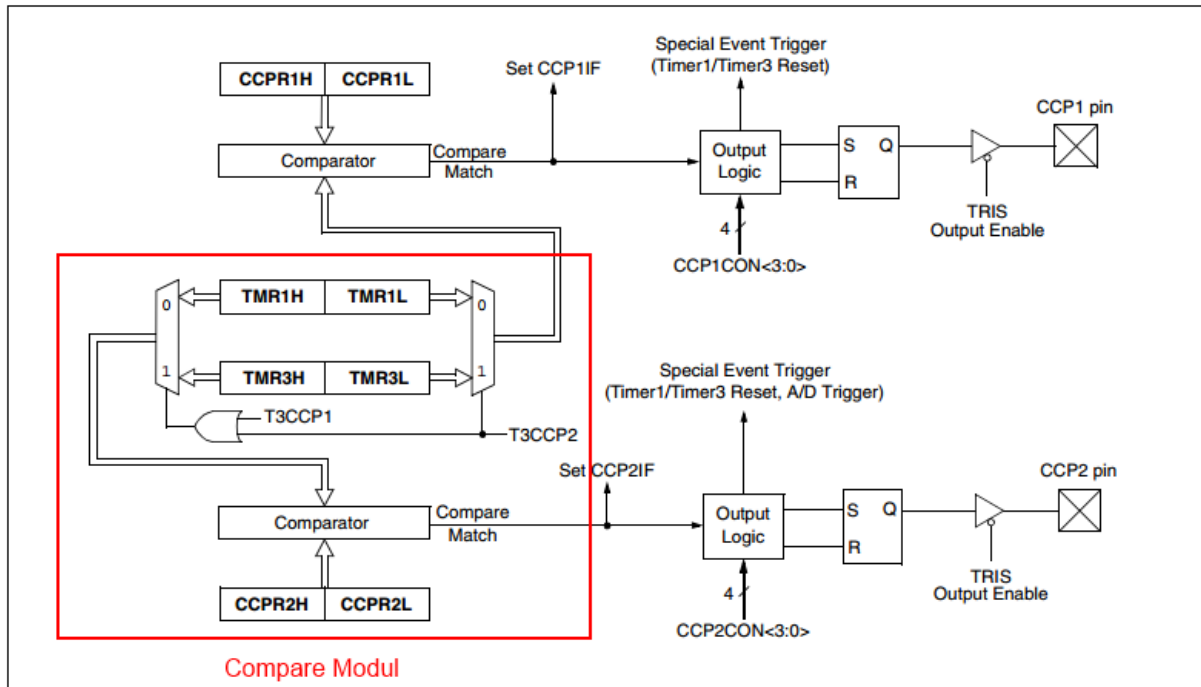 Special Event Trigger
(Timer1/Timer3 Reset)
Set CCP1IF
CCPR1H CCPR1L
CCP1 pin
Comparator
Compare
Match
Output
Logic
S Q
R
TRIS
Output Enable
4
CCP1CON<3:0>
0 TMR1H TMR1L 0
1 TMR3H TMR3L 1
T3CCP1
T3CCP2
Special Event Trigger
(Timer1/Timer3 Reset, A/D Trigger)
Set CCP2IF
CCP2 pin
Comparator
Compare
Match
Output
Logic
S Q
R
TRIS
Output Enable
CCPR2H CCPR2L
4
CCP2CON<3:0>
Compare Modul